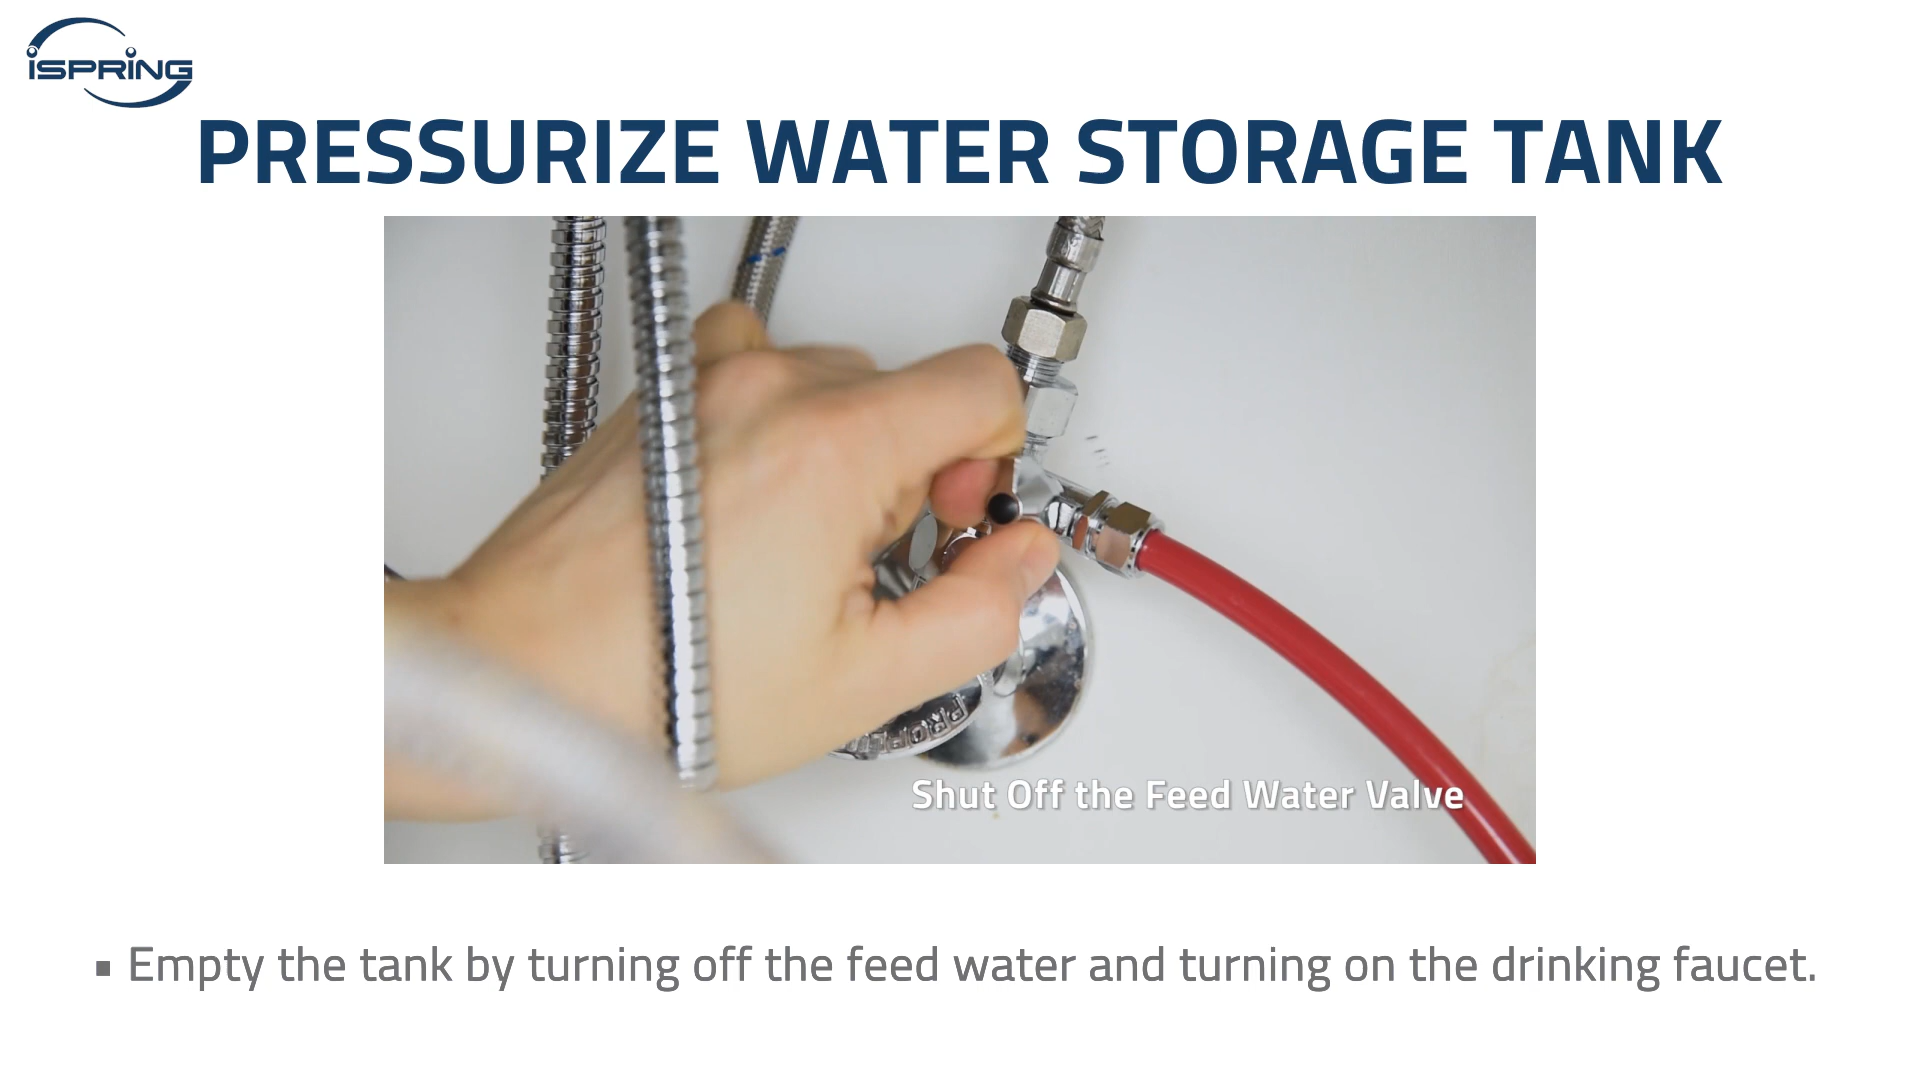 iSPRiNG
PRESSURIZE WATER STORAGE TANK
Shut Off the Feed Water Valve
▪ Empty the tank by turning off the feed water and turning on the drinking faucet.